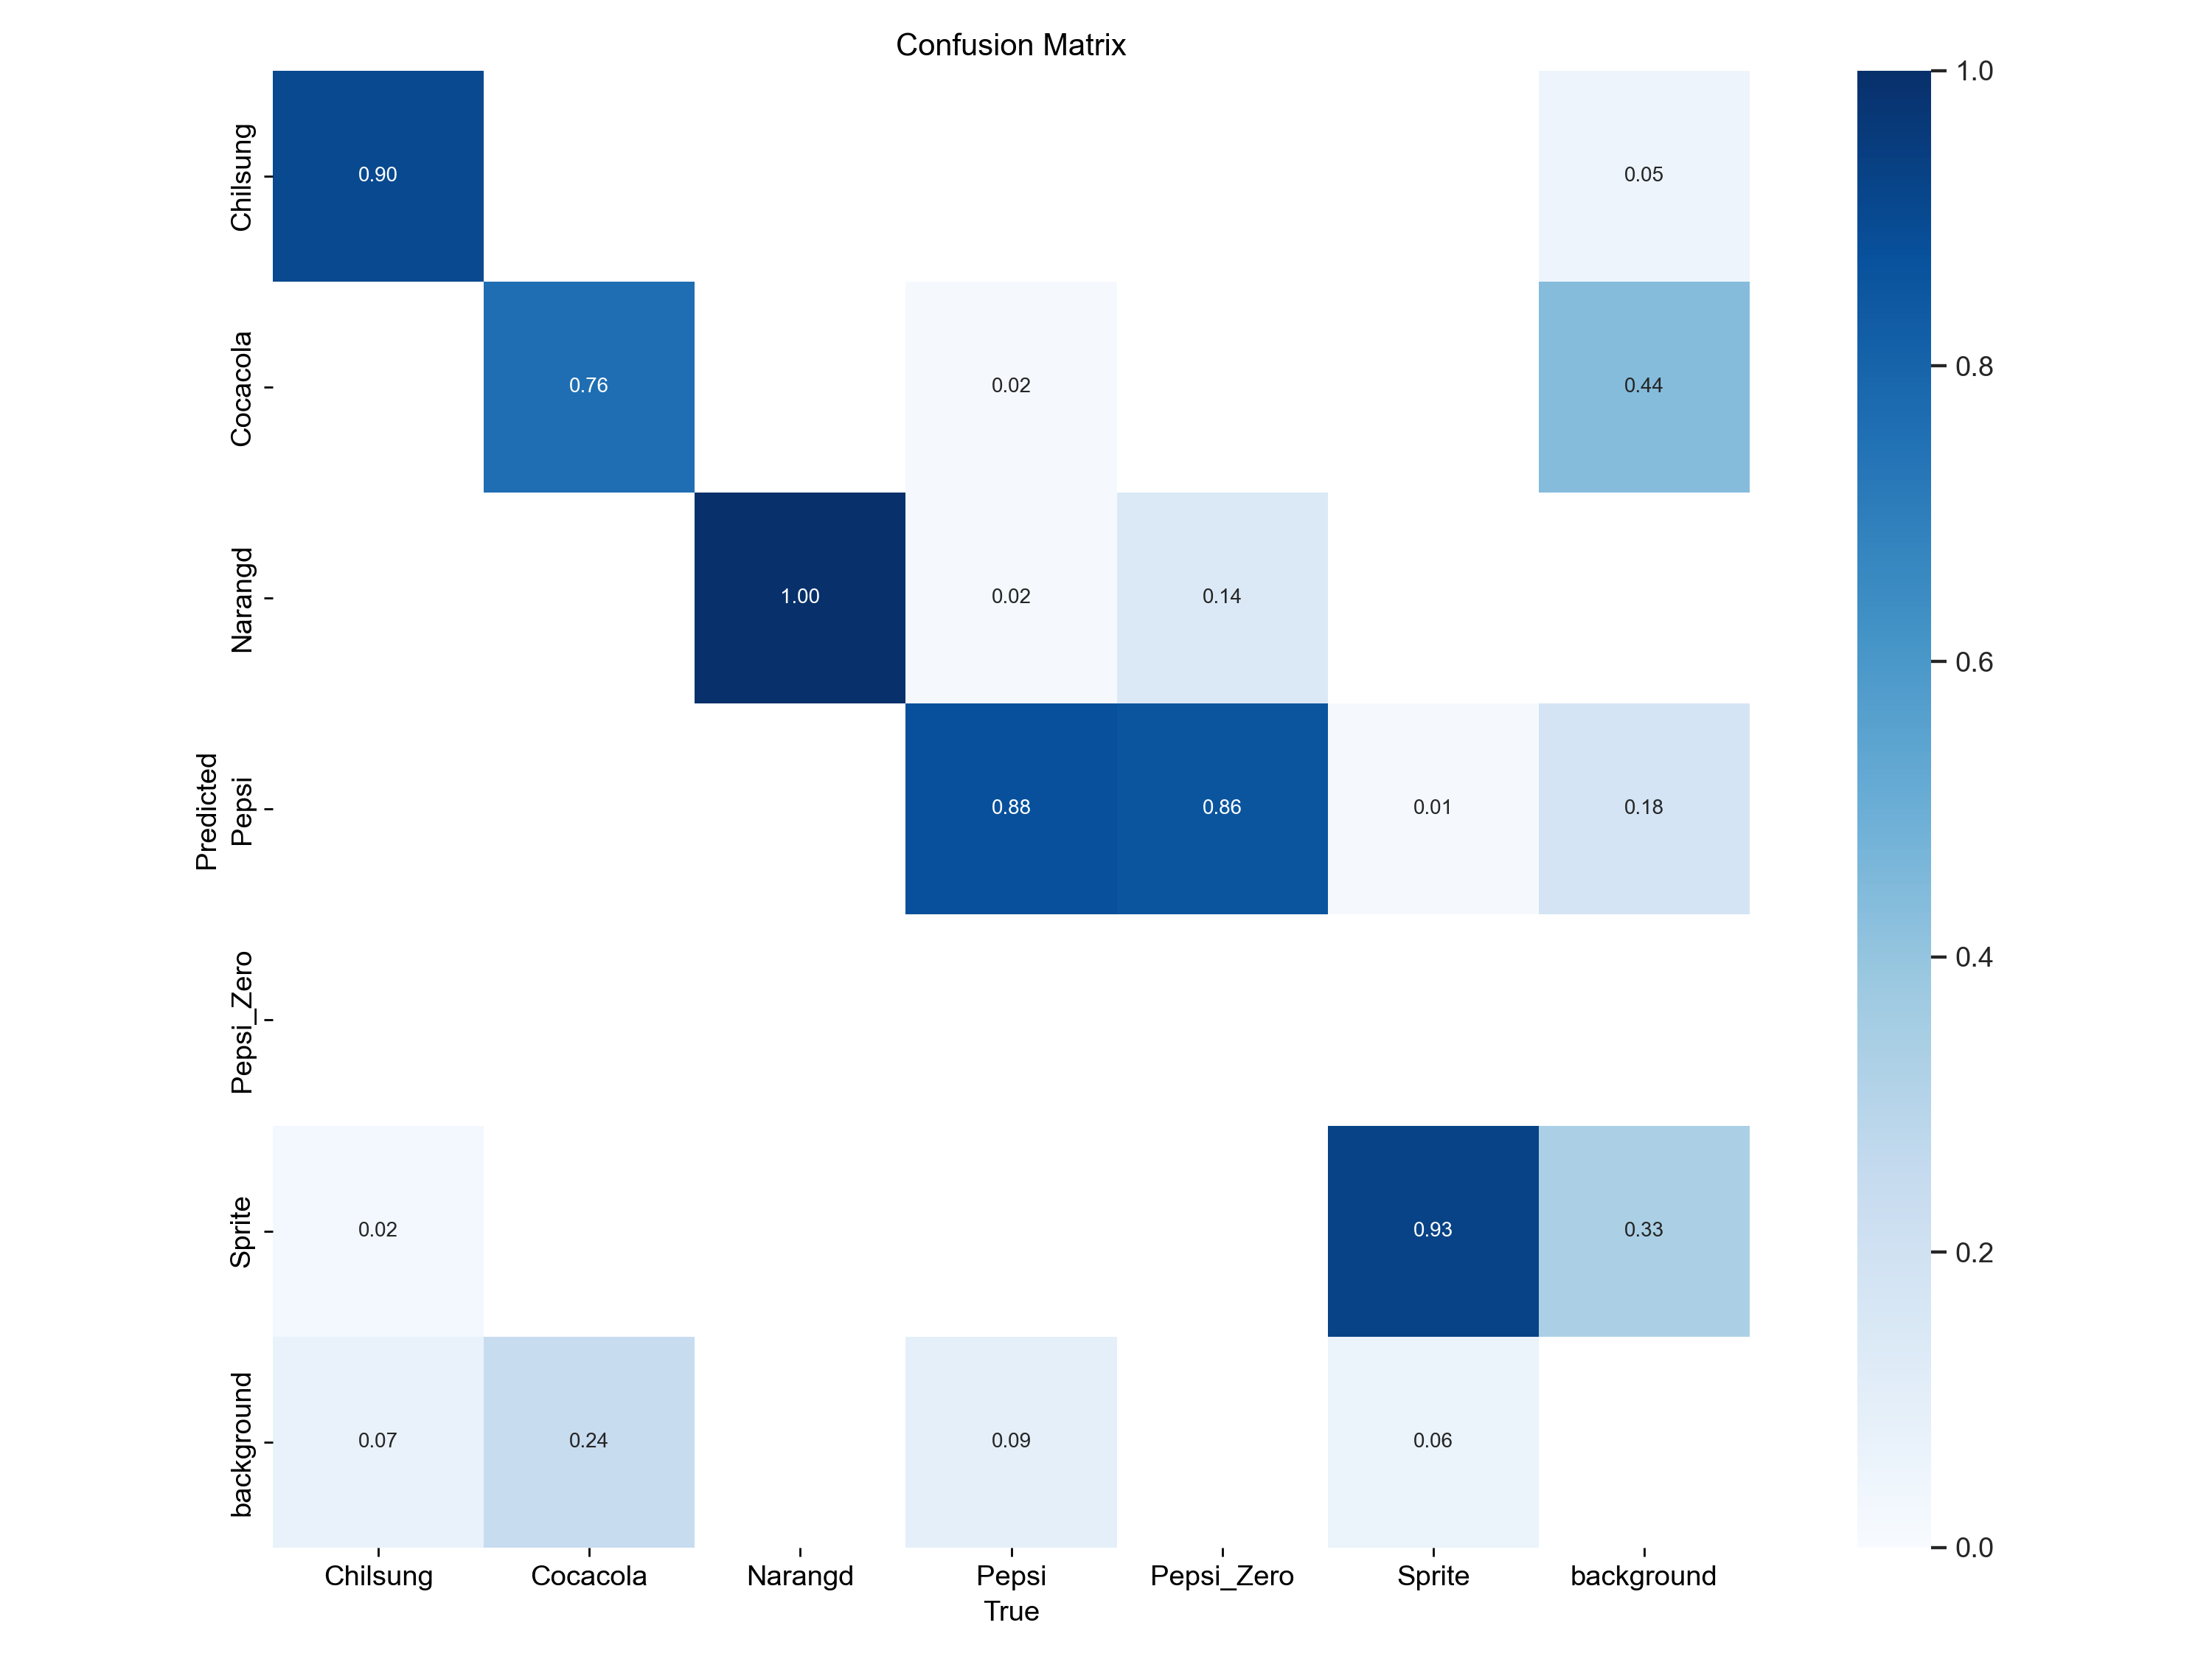 Confusion Matrix
Chilsung
0.90
0.05
Cocacola
0.76
0.02
0.44
Narangd
1.00
0.02
0.14
Predicted
Pepsi
0.88
0.86
0.01
0.18
Pepsi_Zero
Sprite
0.02
0.93
0.33
background
0.07
0.24
0.09
0.06
Chilsung
Cocacola
Narangd
Pepsi
Pepsi_Zero
Sprite
background
True
1.0
0.8
0.6
0.4
0.2
0.0